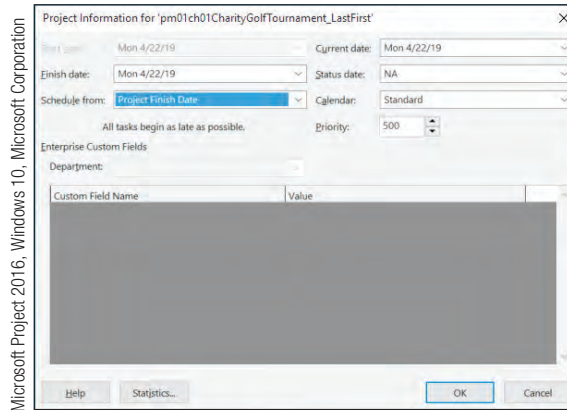 Project Information for 'pm01ch01CharityGolfTournament_LastFirst'
Start date: Mon 4/22/19 Current date: Mon 4/22/19
Finish date: Mon 4/22/19 Status date: NA
Schedule from: Project Finish Date Calendar: Standard
All tasks begin as late as possible. Priority: 500
Enterprise Custom Fields
Department:
Custom Field Name Value
Help Statistics... OK Cancel
Microsoft Project 2016, Windows 10, Microsoft Corporation